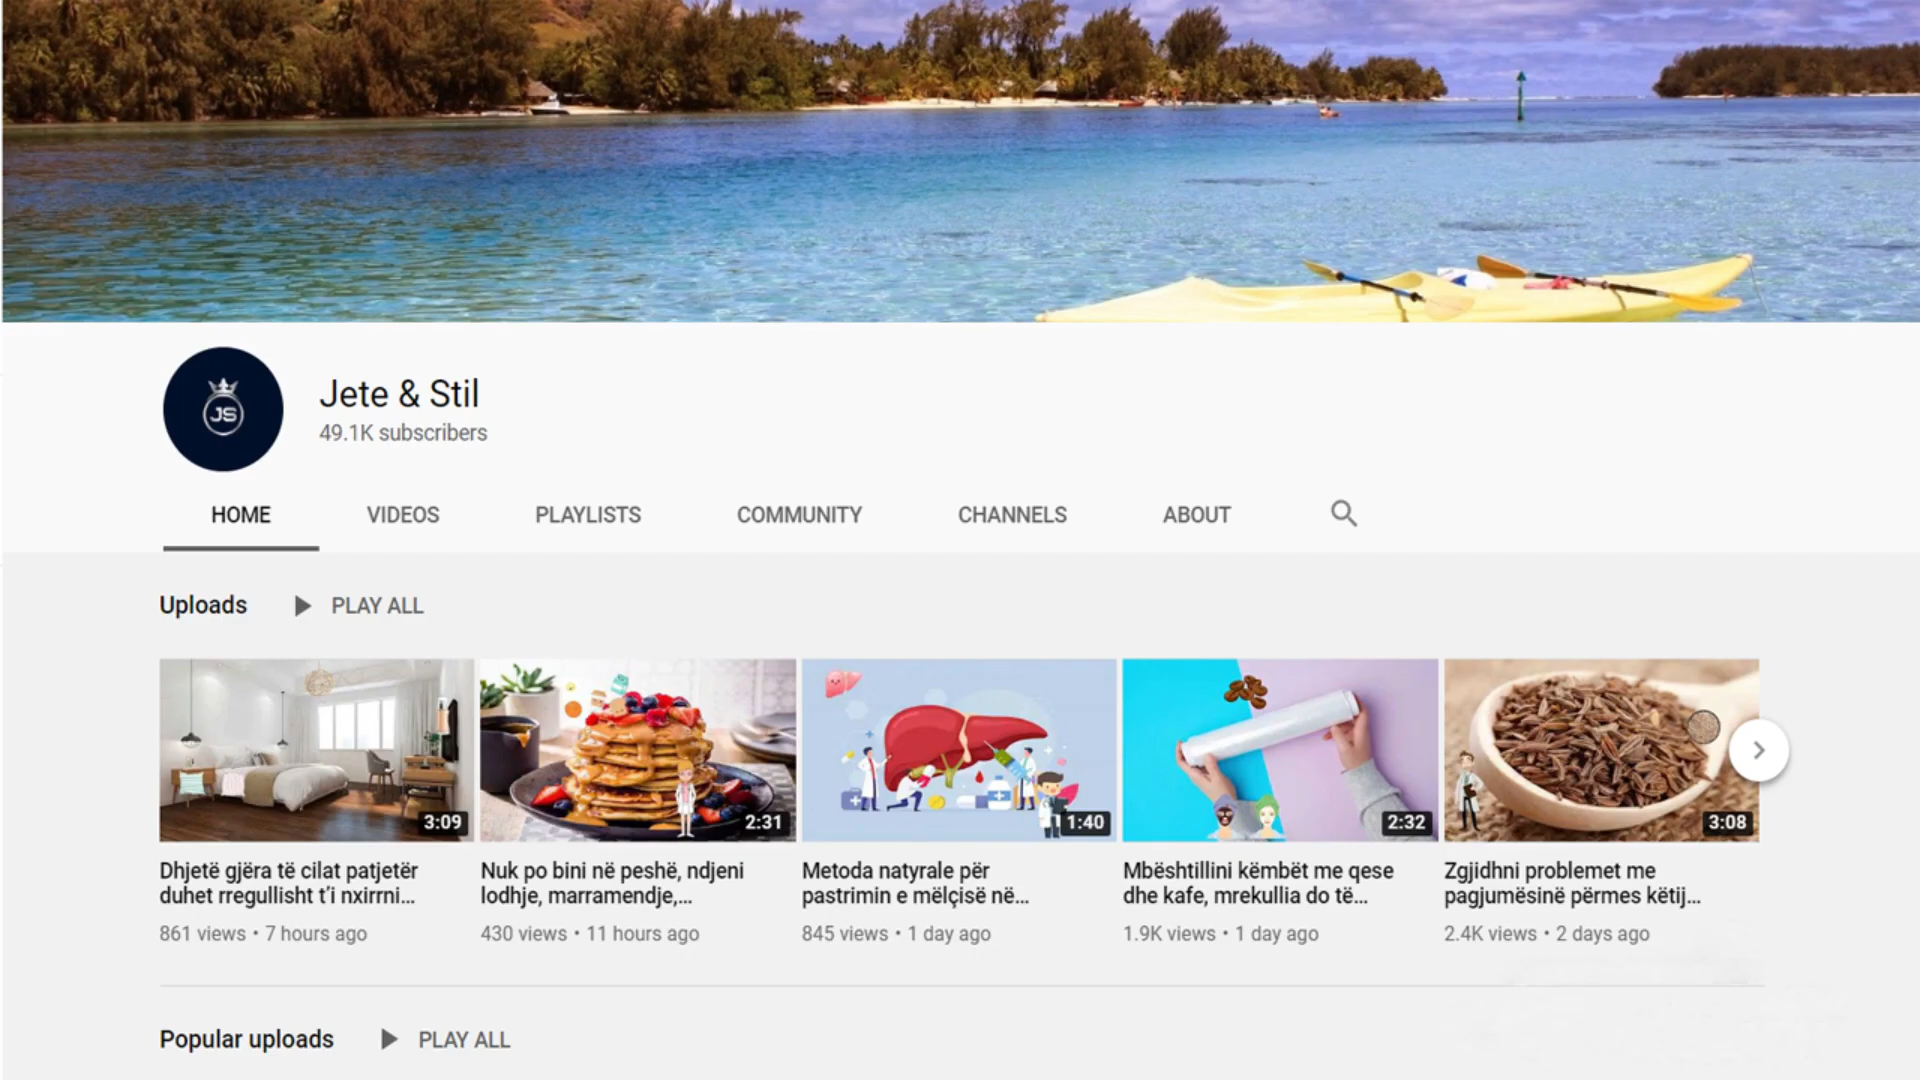 JS
Jete & Stil
49.1K subscribers
HOME VIDEOS PLAYLISTS COMMUNITY CHANNELS ABOUT
Uploads PLAY ALL
3:09 2:31 1:40 2:32 3:08
Dhjetë gjëra të cilat patjetër
duhet rregullisht t'i nxirrni...
861 views • 7 hours ago
Nuk po bini në peshë, ndjeni
lodhje, marramendje,...
430 views • 11 hours ago
Metoda natyrale për
pastrimin e mëlçisë në...
845 views • 1 day ago
Mbështillini këmbët me qese
dhe kafe, mrekullia do të...
1.9K views • 1 day ago
Zgjidhni problemet me
pagjumësinë përmes këtij...
2.4K views • 2 days ago
Popular uploads PLAY ALL